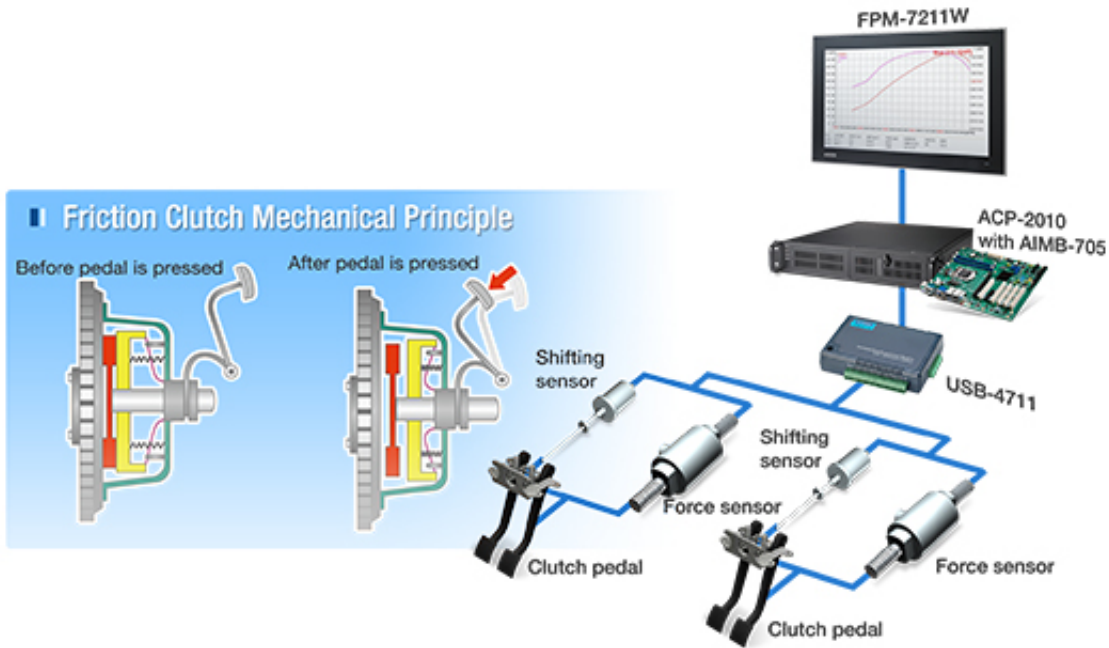 FPM-7211W
ACP-2010
with AIMB-705
Friction Clutch Mechanical Principle
Before pedal is pressed
After pedal is pressed
USB-4711
Shifting
sensor
Shifting
sensor
Force sensor
Clutch pedal
Force sensor
Clutch pedal